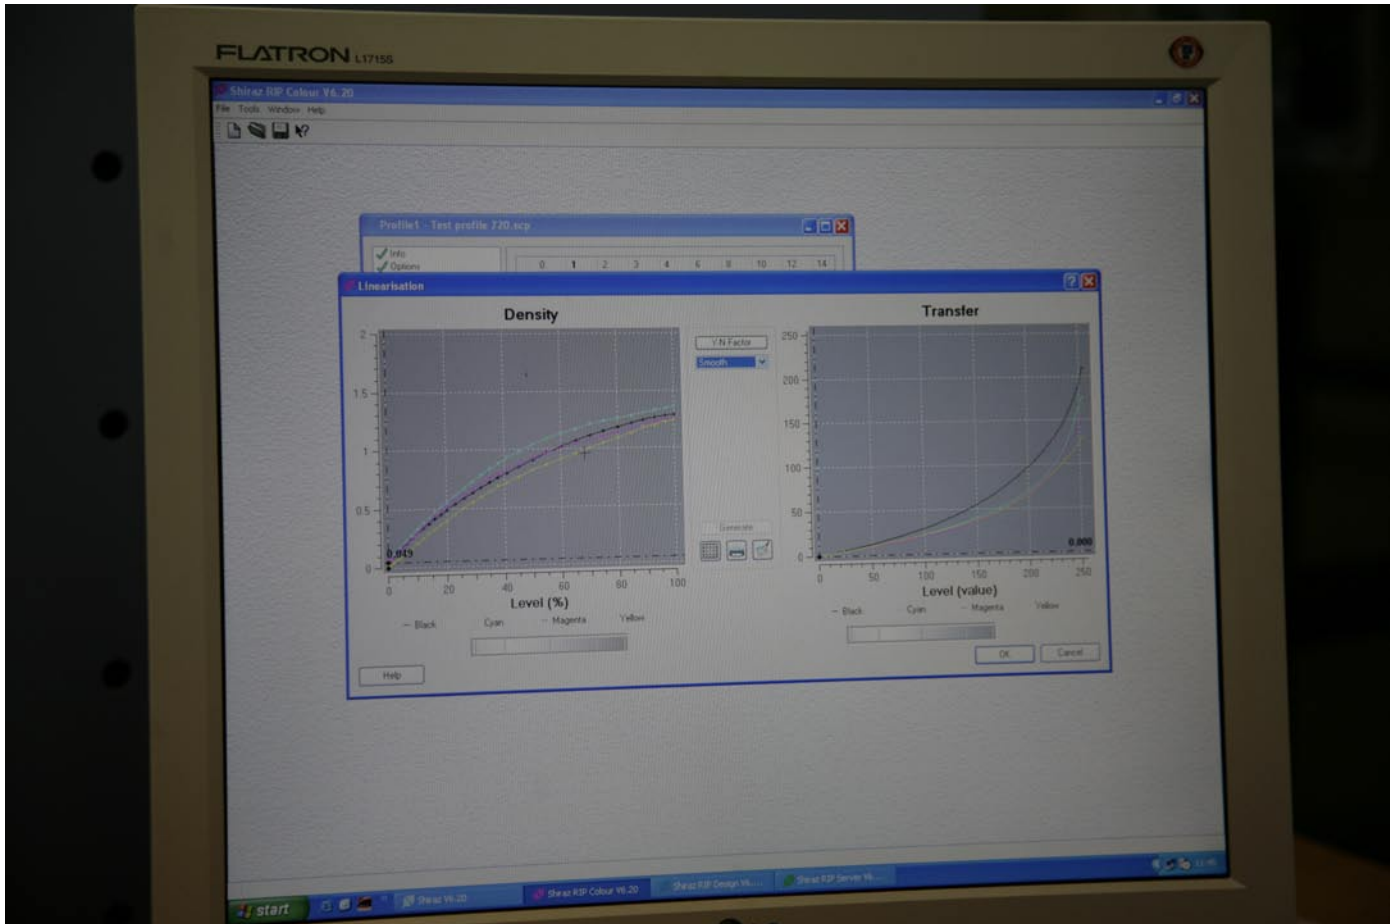 FLATRON L1715S
Shiraz RIP Colour V6.20
File Tools Window Help
Profile1 - Test profile 720.scp
Info
Options
0 1 2 3 4 6 8 10 12 14
Linearisation
Density
Transfer
Y-N Factor
Smooth
2
1.5
1
0.5
0
0.049
0 20 40 60 80 100
Level (%)
Black Cyan Magenta Yellow
Generate
250
200
150
100
50
0
0.000
0 50 100 150 200 250
Level (value)
Black Cyan Magenta Yellow
OK Cancel
Help
start
Shiraz V6.20
Shiraz RIP Colour V6.20
Shiraz RIP Design V6....
Shiraz RIP Server V6....